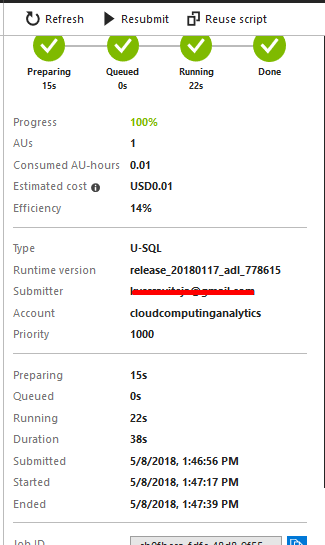 Refresh Resubmit Reuse script
Preparing Queued Running Done
15s 0s 22s
Progress 100%
AUs 1
Consumed AU-hours 0.01
Estimated cost USD0.01
Efficiency 14%
Type U-SQL
Runtime version release_20180117_adl_778615
Submitter
Account cloudcomputinganalytics
Priority 1000
Preparing 15s
Queued 0s
Running 22s
Duration 38s
Submitted 5/8/2018, 1:46:56 PM
Started 5/8/2018, 1:47:17 PM
Ended 5/8/2018, 1:47:39 PM
Job ID